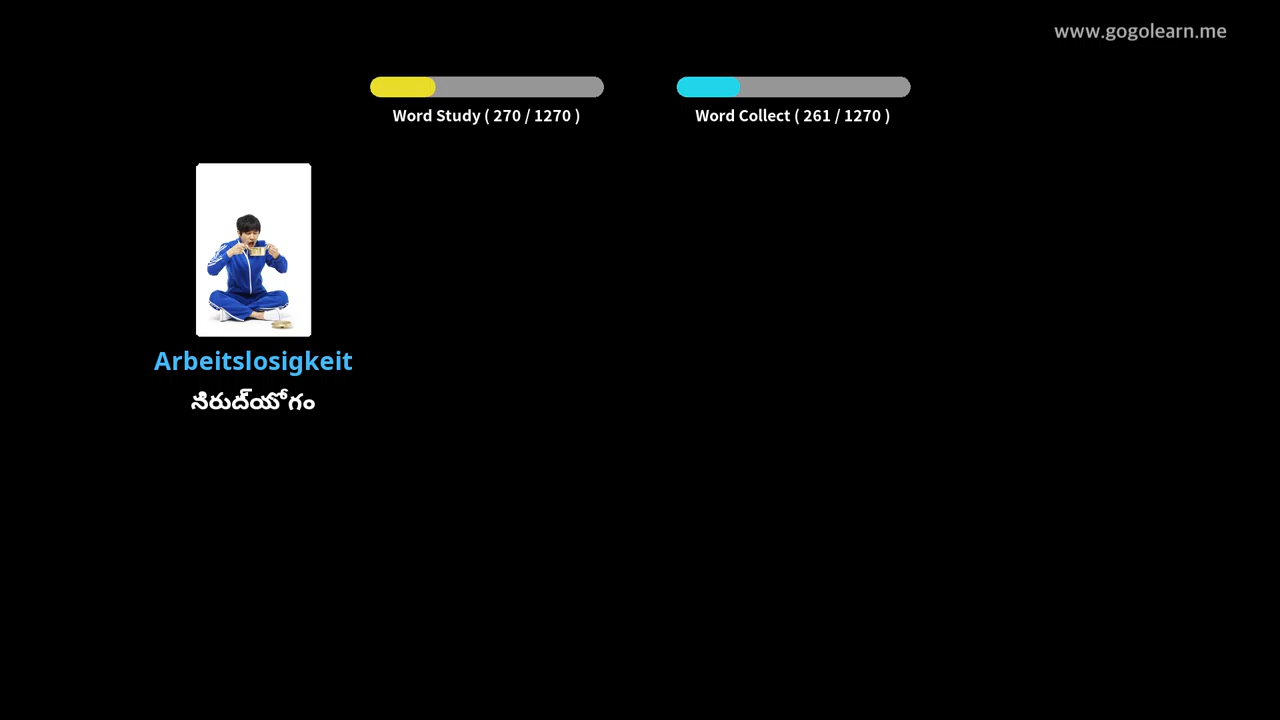 www.gogolearn.me
Word Study ( 270 / 1270 )
Word Collect ( 261 / 1270 )
Arbeitslosigkeit
నిరుద్యోగం